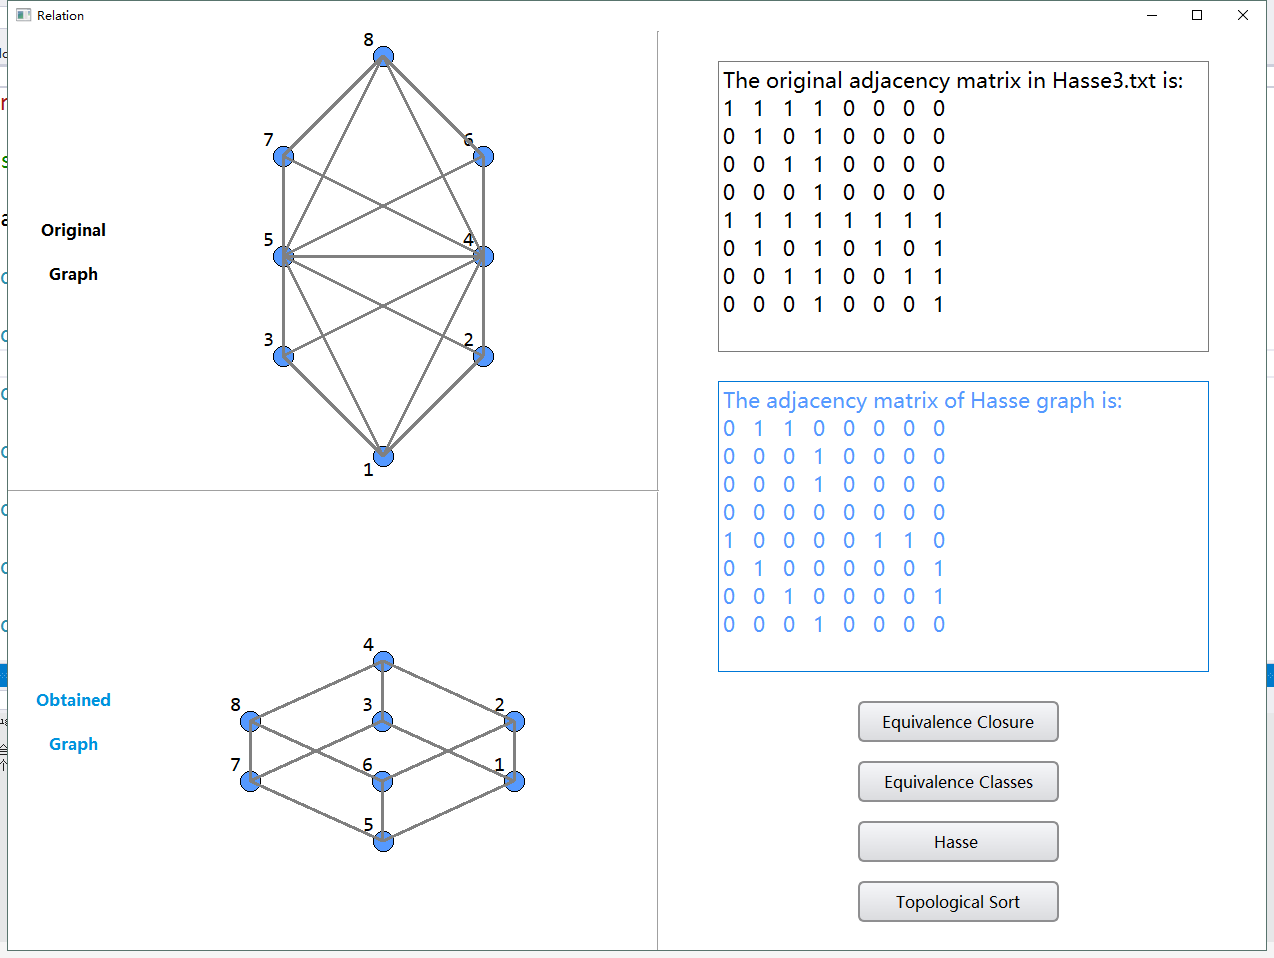 Relation
8
7 6
Original
5 4
Graph
3 2
1
The original adjacency matrix in Hasse3.txt is:
1 1 1 1 0 0 0 0
0 1 0 1 0 0 0 0
0 0 1 1 0 0 0 0
0 0 0 1 0 0 0 0
1 1 1 1 1 1 1 1
0 1 0 1 0 1 0 1
0 0 1 1 0 0 1 1
0 0 0 1 0 0 0 1
The adjacency matrix of Hasse graph is:
0 1 1 0 0 0 0 0
0 0 0 1 0 0 0 0
0 0 0 1 0 0 0 0
0 0 0 0 0 0 0 0
1 0 0 0 0 1 1 0
0 1 0 0 0 0 0 1
0 0 1 0 0 0 0 1
0 0 0 1 0 0 0 0
4
Obtained
8 3 2
Graph
7 6 1
5
Equivalence Closure
Equivalence Classes
Hasse
Topological Sort